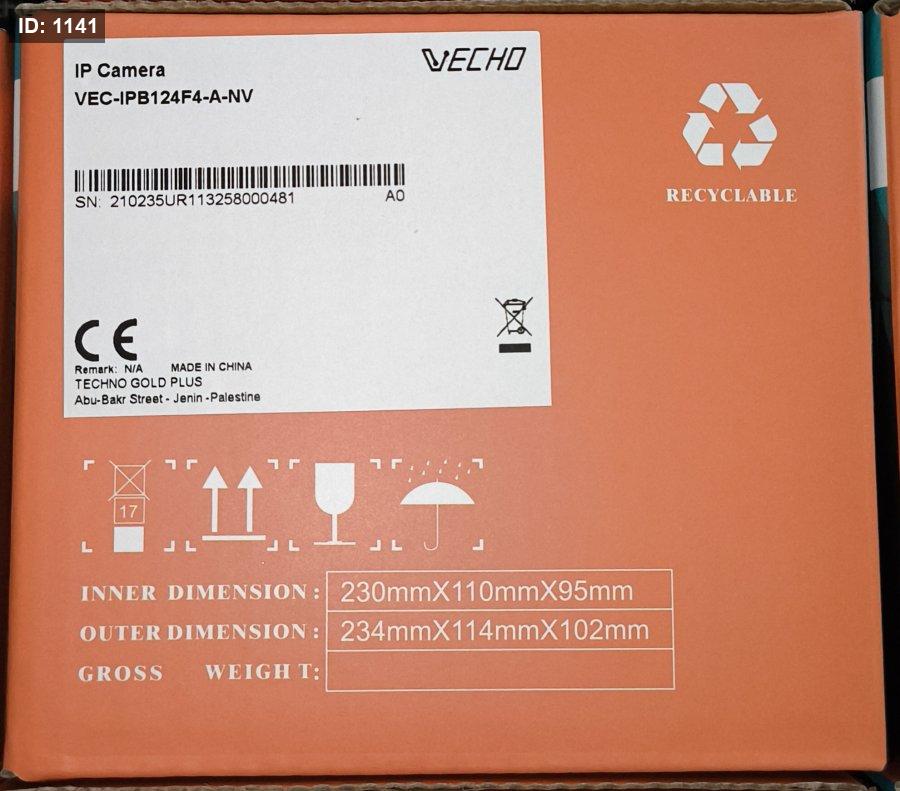 ID: 1141
IP Camera
VECHO
VEC-IPB124F4-A-NV
RECYCLABLE
SN: 210235UR113258000481 A0
CE
Remark: N/A MADE IN CHINA
TECHNO GOLD PLUS
Abu-Bakr Street - Jenin -Palestine
17
INNER DIMENSION: 230mmX110mmX95mm
OUTER DIMENSION: 234mmX114mmX102mm
GROSS WEIGHT: